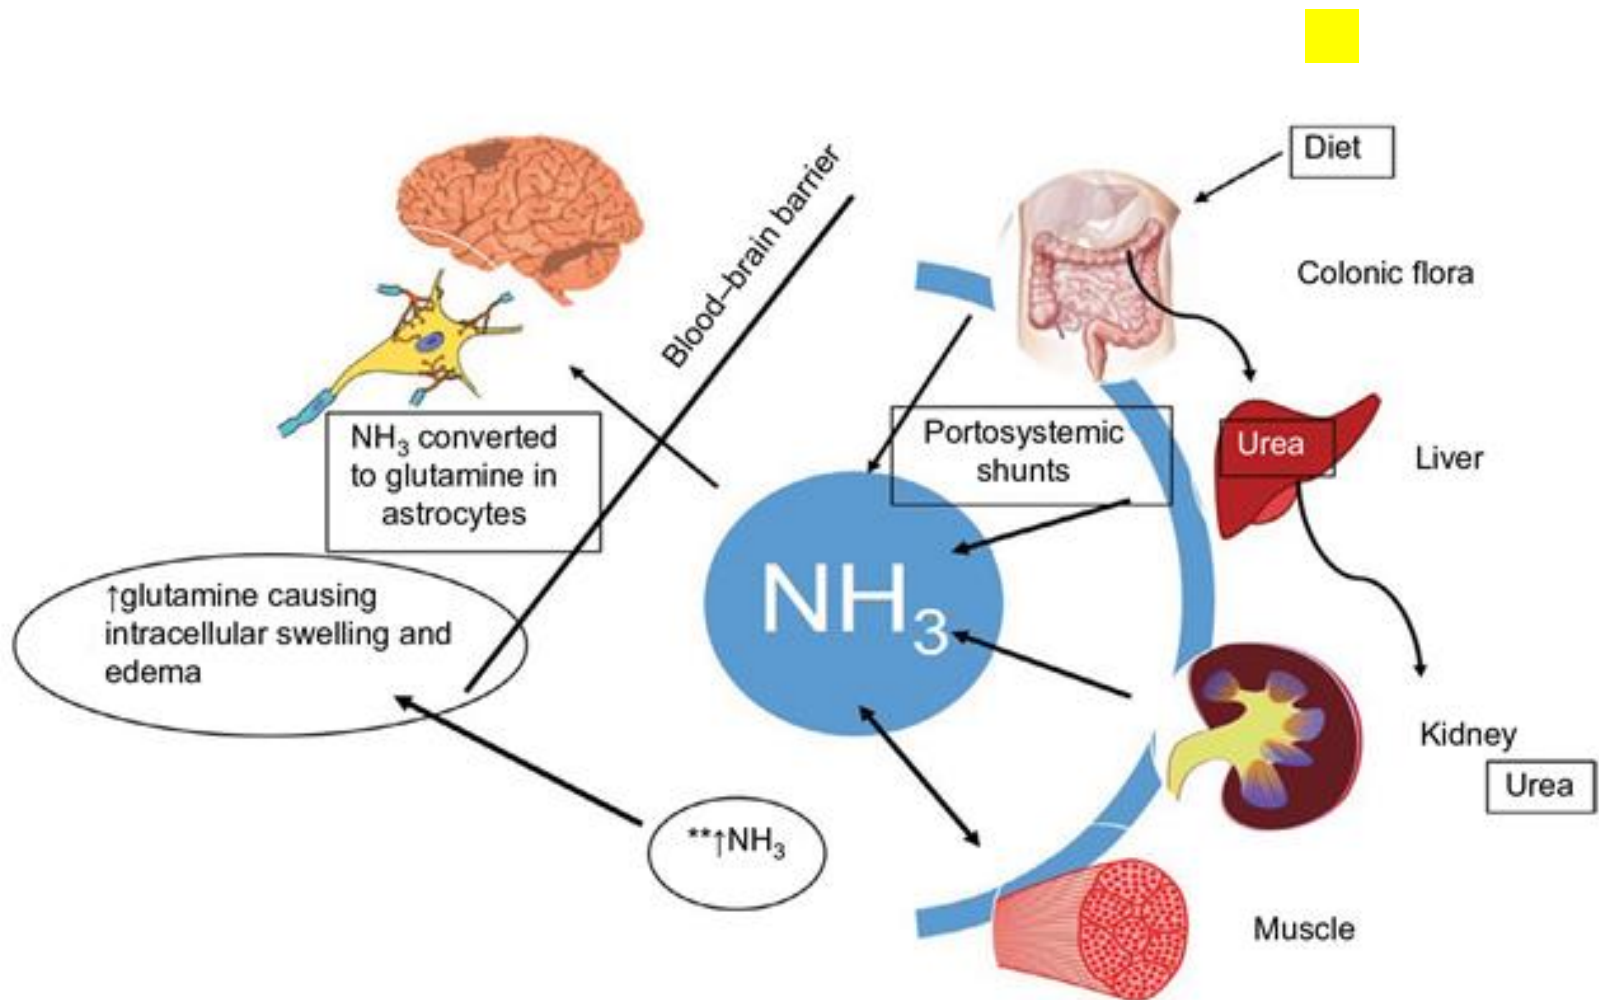 Diet
Blood–brain barrier
Colonic flora
Portosystemic
shunts
Urea
Liver
NH₃ converted
to glutamine in
astrocytes
NH₃
↑glutamine causing
intracellular swelling and
edema
Kidney
Urea
**↑NH₃
Muscle